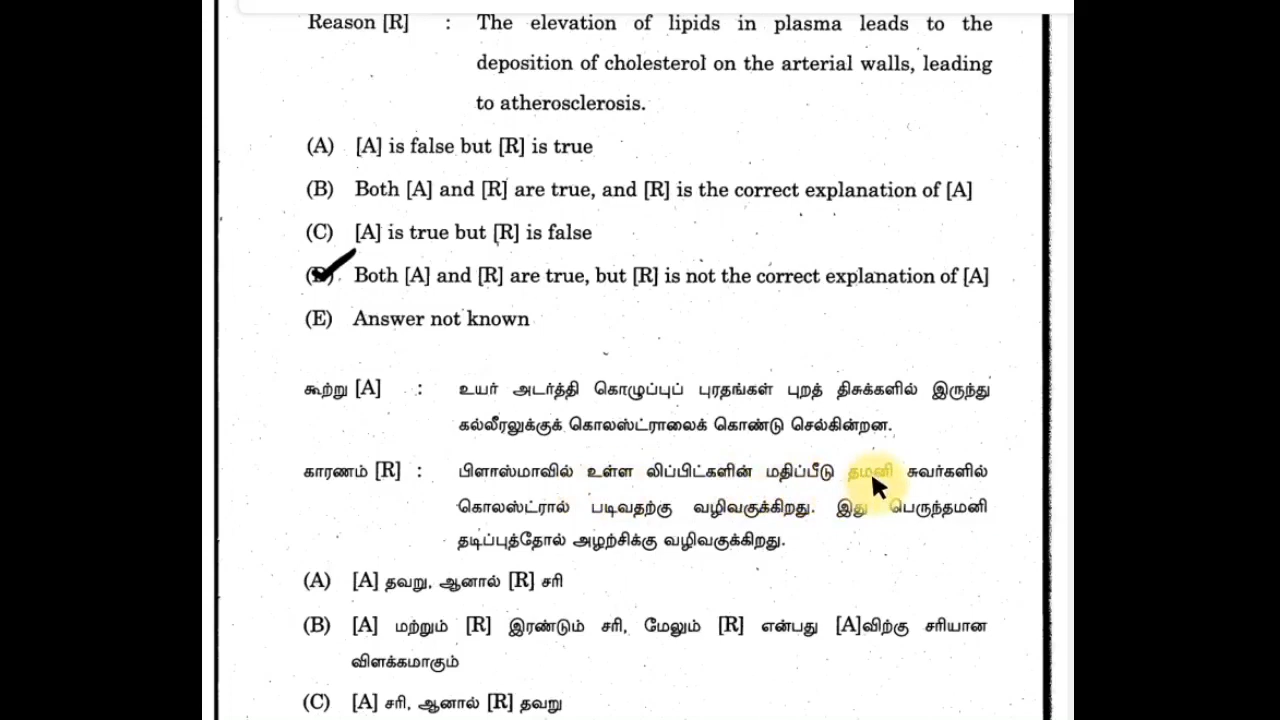 Reason [R] : The elevation of lipids in plasma leads to the
deposition of cholesterol on the arterial walls, leading
to atherosclerosis.
(A) [A] is false but [R] is true
(B) Both [A] and [R] are true, and [R] is the correct explanation of [A]
(C) [A] is true but [R] is false
(D) Both [A] and [R] are true, but [R] is not the correct explanation of [A]
(E) Answer not known
கூற்று [A] : உயர் அடர்த்தி கொழுப்புப் புரதங்கள் புறத் திசுக்களில் இருந்து
கல்லீரலுக்குக் கொலஸ்ட்ராலைக் கொண்டு செல்கின்றன.
காரணம் [R] : பிளாஸ்மாவில் உள்ள லிப்பிட்களின் மதிப்பீடு தமனி சுவர்களில்
கொலஸ்ட்ரால் படிவதற்கு வழிவகுக்கிறது. இது பெருந்தமனி
தடிப்புத்தோல் அழற்சிக்கு வழிவகுக்கிறது.
(A) [A] தவறு, ஆனால் [R] சரி
(B) [A] மற்றும் [R] இரண்டும் சரி, மேலும் [R] என்பது [A]விற்கு சரியான
விளக்கமாகும்
(C) [A] சரி, ஆனால் [R] தவறு